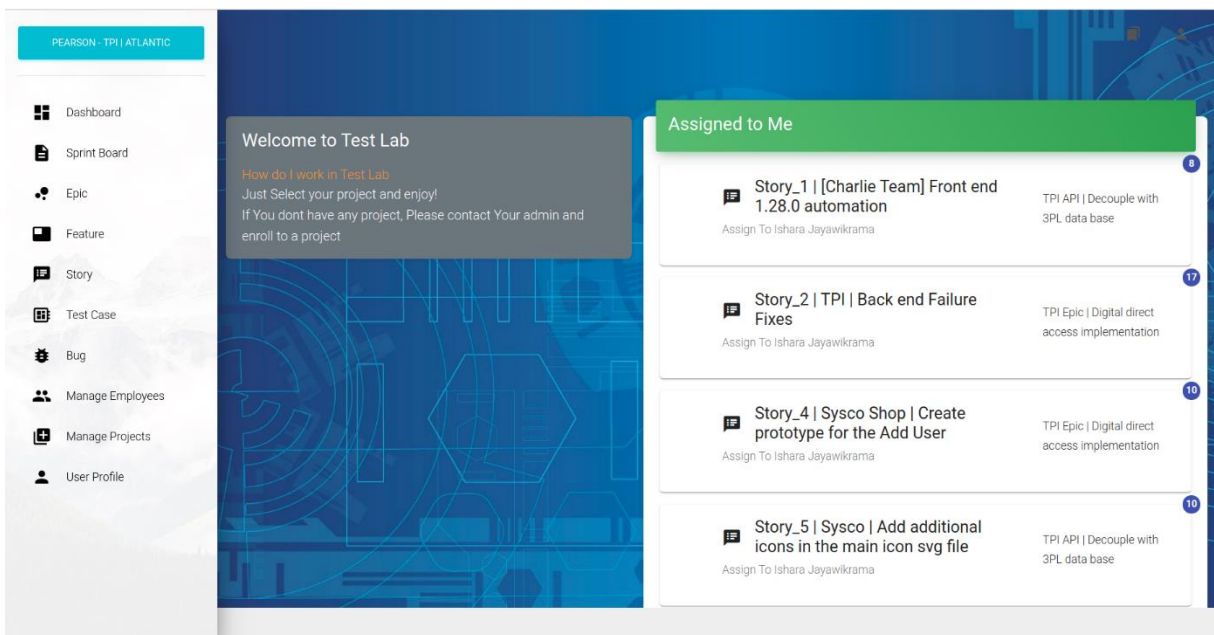 PEARSON - TPI | ATLANTIC
Dashboard
Sprint Board
Epic
Feature
Story
Test Case
Bug
Manage Employees
Manage Projects
User Profile
Welcome to Test Lab
How do I work in Test Lab
Just Select your project and enjoy!
If You dont have any project, Please contact Your admin and
enroll to a project
Assigned to Me
8
Story_1 | [Charlie Team] Front end
1.28.0 automation
Assign To Ishara Jayawikrama
TPI API | Decouple with
3PL data base
17
Story_2 | TPI | Back end Failure
Fixes
Assign To Ishara Jayawikrama
TPI Epic | Digital direct
access implementation
10
Story_4 | Sysco Shop | Create
prototype for the Add User
Assign To Ishara Jayawikrama
TPI Epic | Digital direct
access implementation
10
Story_5 | Sysco | Add additional
icons in the main icon svg file
Assign To Ishara Jayawikrama
TPI API | Decouple with
3PL data base